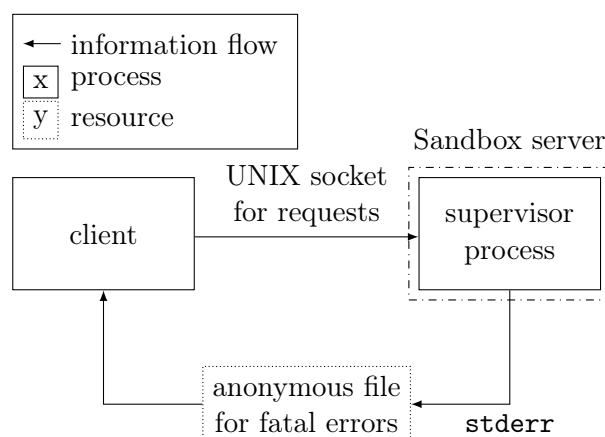 information flow
x process
y resource
Sandbox server
UNIX socket
for requests
client
supervisor
process
anonymous file
for fatal errors
stderr